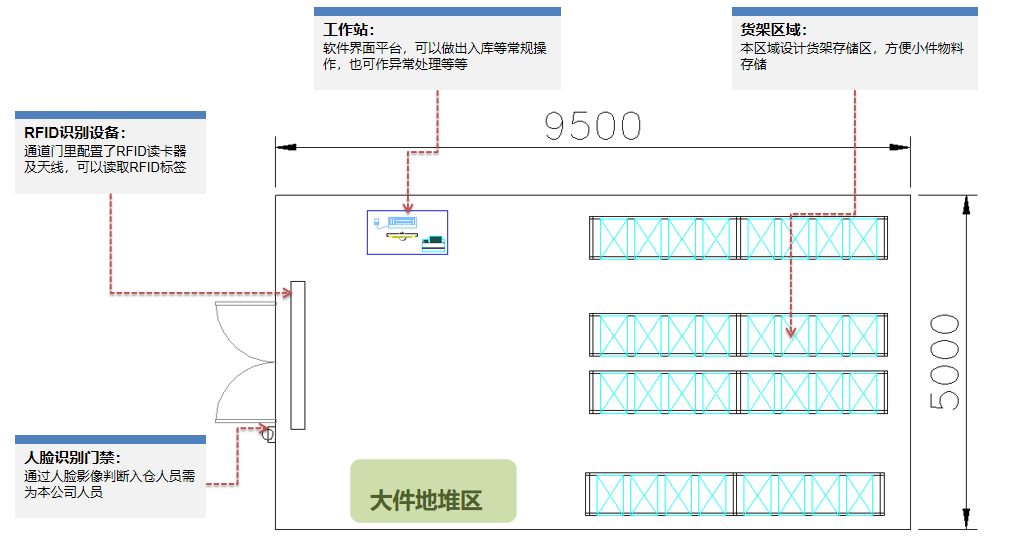 工作站：
软件界面平台，可以做出入库等常规操
作，也可作异常处理等等
货架区域：
本区域设计货架存储区，方便小件物料
存储
RFID识别设备：
通道门里配置了RFID读卡器
及天线，可以读取RFID标签
9500
5000
人脸识别门禁：
通过人脸影像判断入仓人员需
为本公司人员
大件地堆区